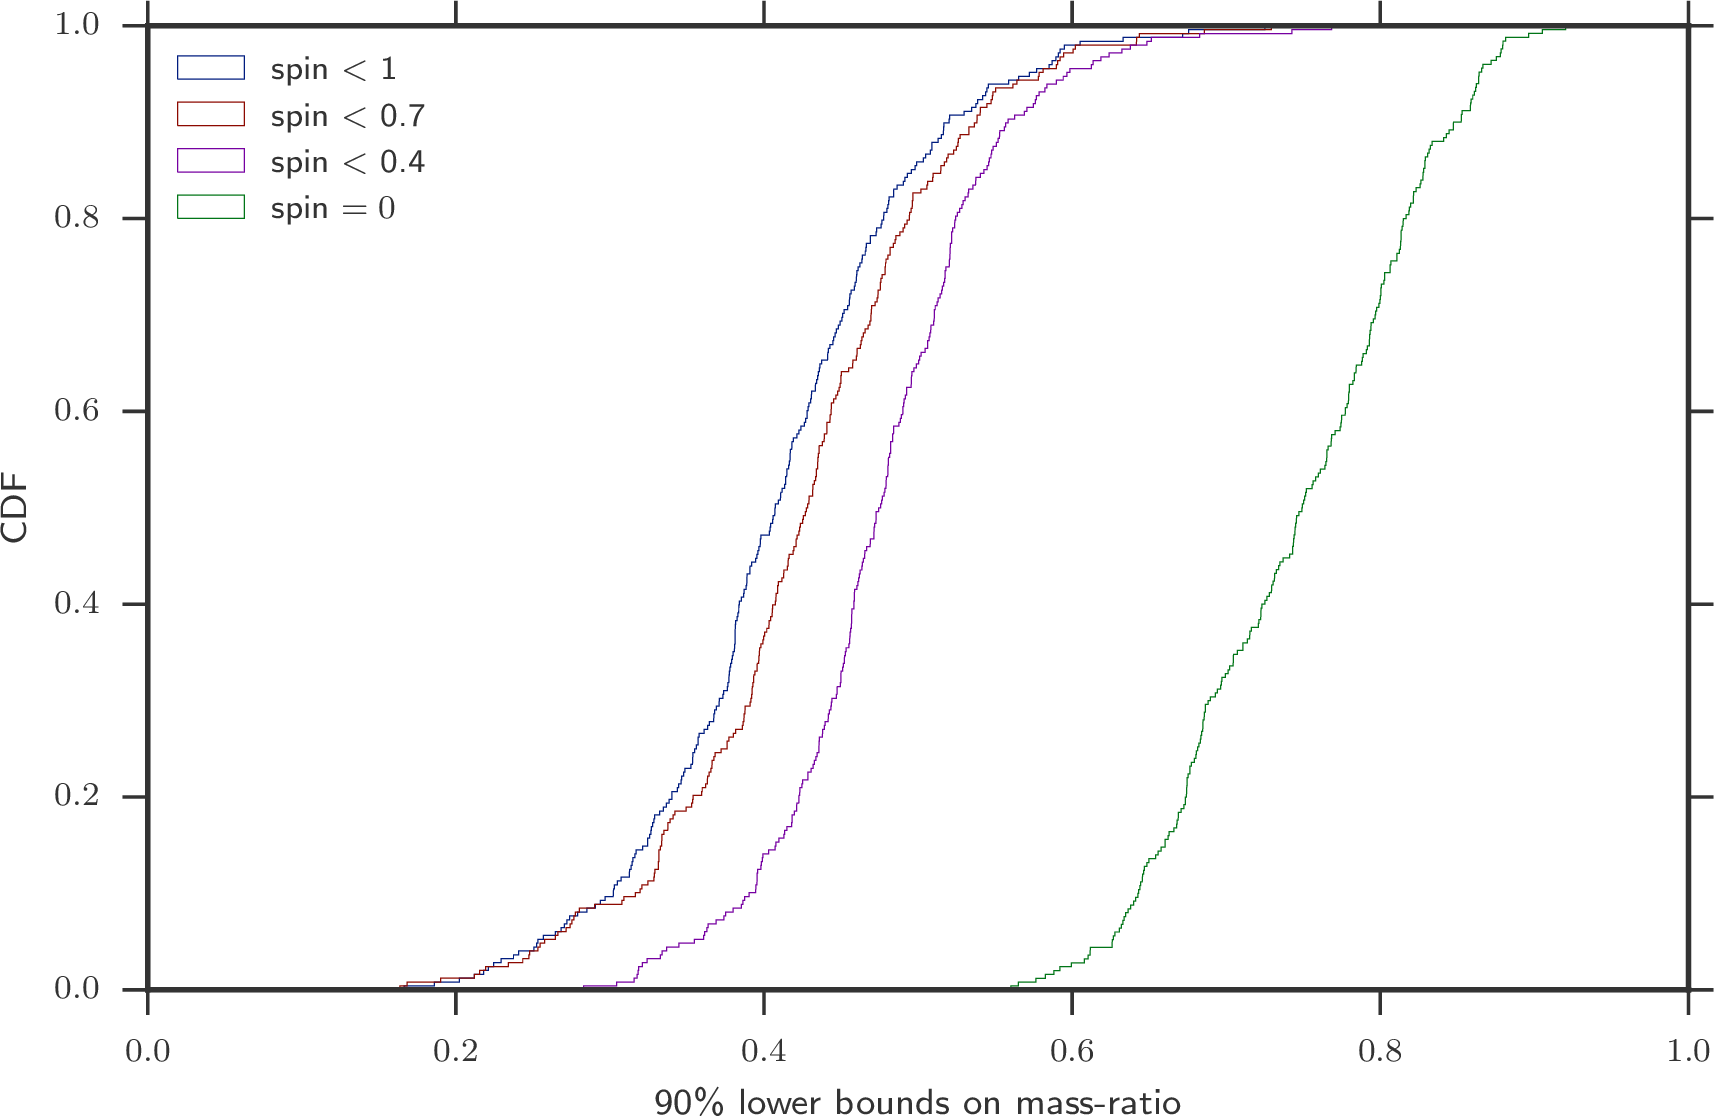 1.0
0.8
0.6
0.4
0.2
0.0
CDF
spin < 1
spin < 0.7
spin < 0.4
spin = 0
0.0 0.2 0.4 0.6 0.8 1.0
90% lower bounds on mass-ratio